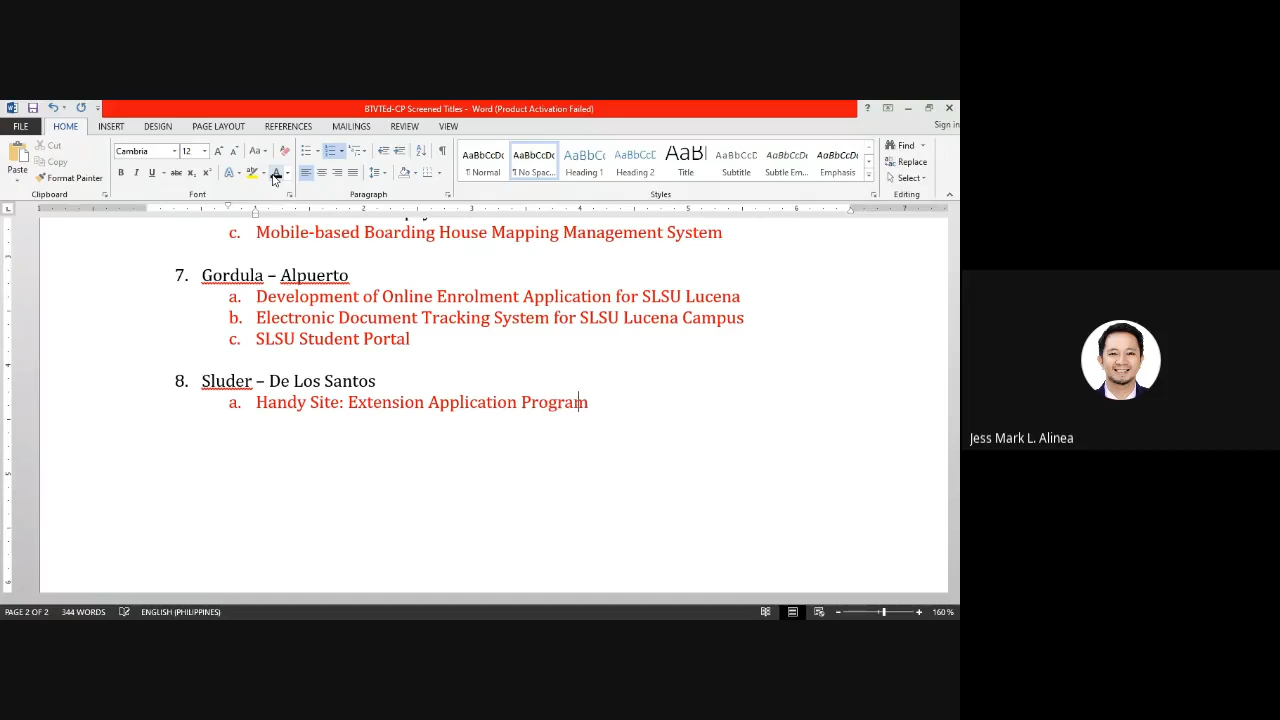 BTVTEd-CP Screened Titles - Word (Product Activation Failed)
Sign in
FILE HOME INSERT DESIGN PAGE LAYOUT REFERENCES MAILINGS REVIEW VIEW
Paste
Cut
Copy
Format Painter
Clipboard
Cambria 12
Font
Paragraph
AaBbCcDc AaBbCcDc AaBbCc AaBbCcD AaBl AaBbCcD AaBbCcDc AaBbCcDc
¶ Normal ¶ No Spac... Heading 1 Heading 2 Title Subtitle Subtle Em... Emphasis
Styles
Find
Replace
Select
Editing
c. Mobile-based Boarding House Mapping Management System
7. Gordula – Alpuerto
a. Development of Online Enrolment Application for SLSU Lucena
b. Electronic Document Tracking System for SLSU Lucena Campus
c. SLSU Student Portal
8. Sluder – De Los Santos
a. Handy Site: Extension Application Program
PAGE 2 OF 2 344 WORDS ENGLISH (PHILIPPINES) 160%
Jess Mark L. Alinea